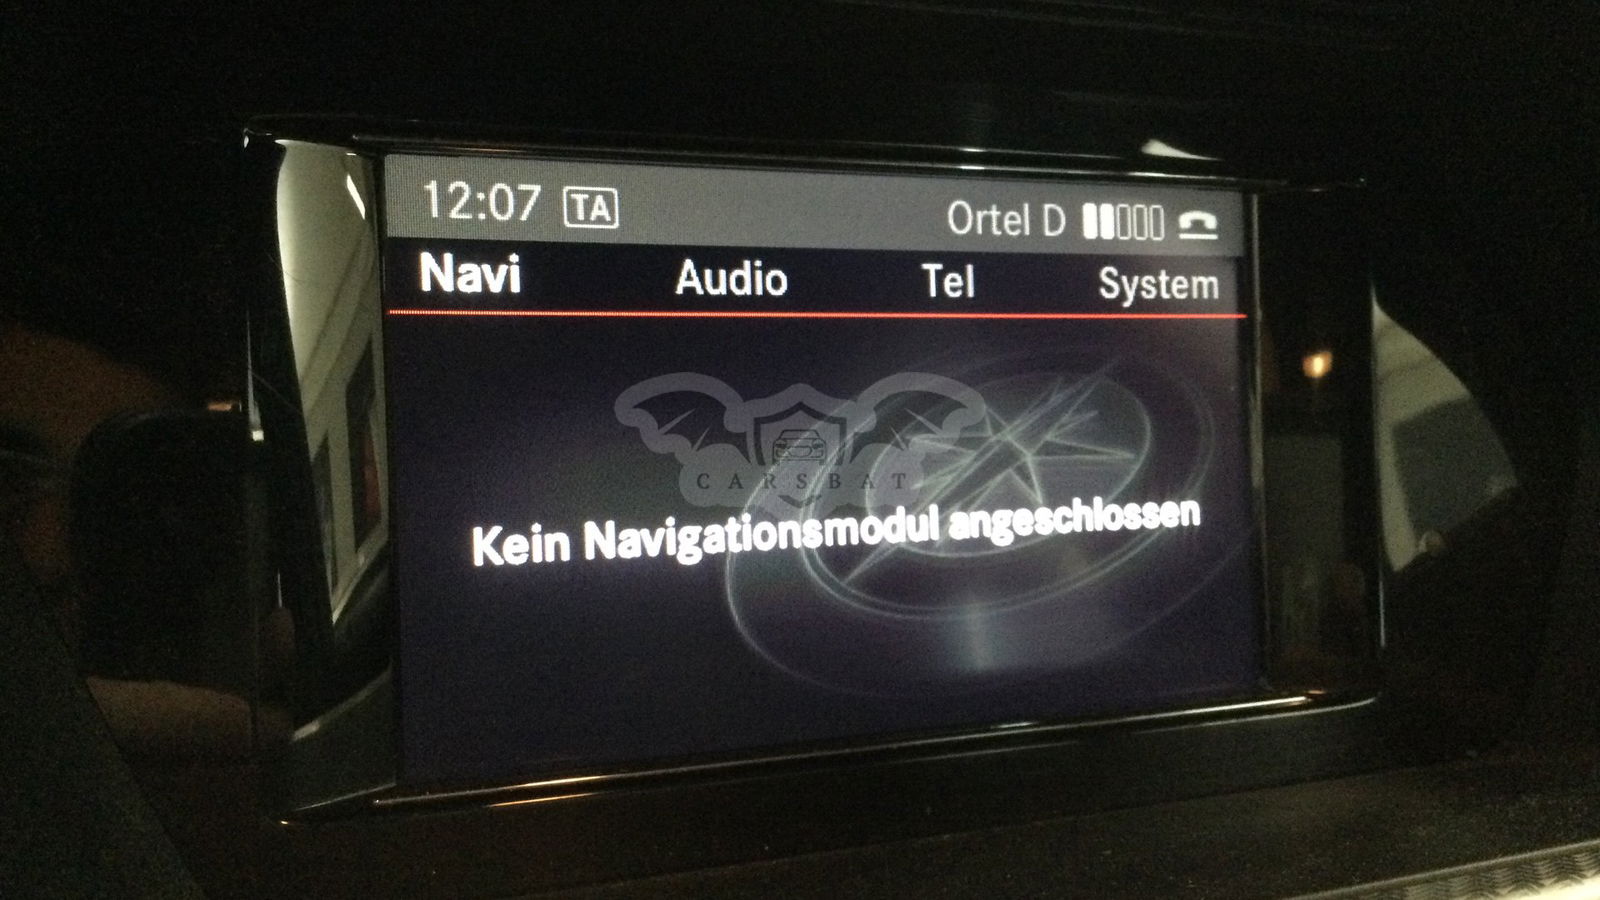 12:07 TA Ortel D
Navi Audio Tel System
CARSBAT
Kein Navigationsmodul angeschlossen